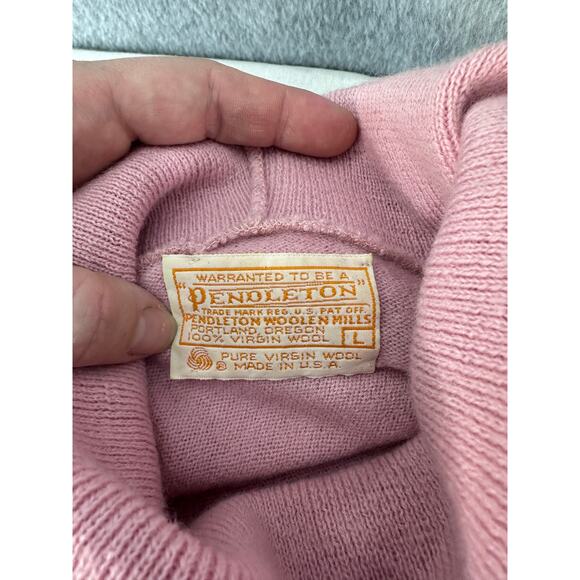 WARRANTED TO BE A
"PENDLETON"
TRADE MARK REG. U.S. PAT OFF.
PENDLETON WOOLEN MILLS
PORTLAND, OREGON
100% VIRGIN WOOL L
PURE VIRGIN WOOL
® MADE IN U.S.A.